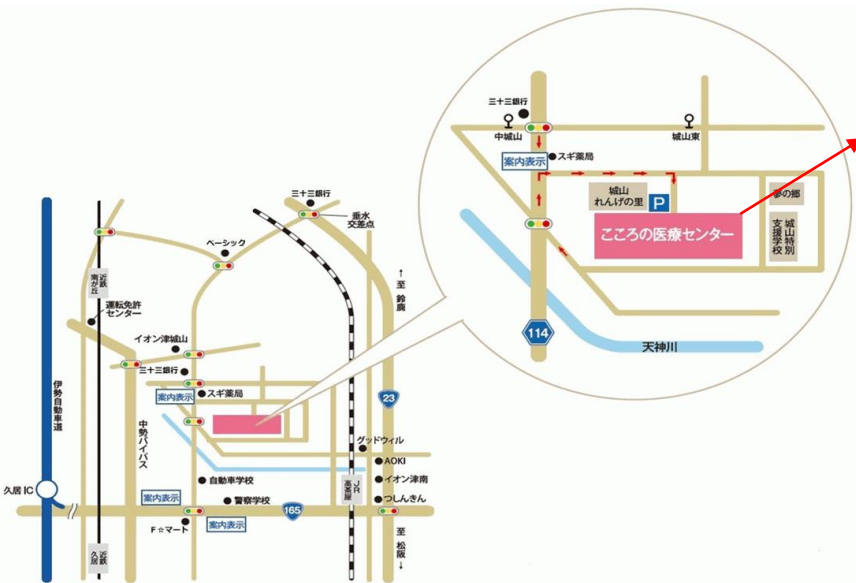 三十三銀行
中城山
城山東
案内表示
スギ薬局
城山
れんげの里
P
夢の郷
こころの医療センター
城山特別
支援学校
114
天神川
三十三銀行
垂水
交差点
ベーシック
近鉄
南が丘
運転免許
センター
↑
至
鈴鹿
イオン津城山
三十三銀行
案内表示
スギ薬局
23
伊勢自動車道
中勢バイパス
グッドウィル
AOKI
イオン津南
つしんきん
自動車学校
JR
高茶屋
久居IC
案内表示
警察学校
165
F☆マート
案内表示
近鉄
久居
至
松阪
↓